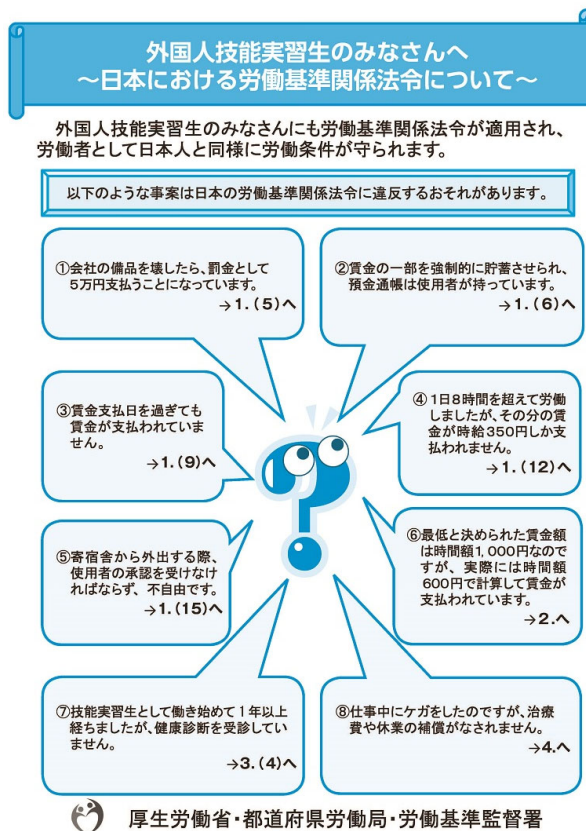 外国人技能実習生のみなさんへ
～日本における労働基準関係法令について～
外国人技能実習生のみなさんにも労働基準関係法令が適用され、
労働者として日本人と同様に労働条件が守られます。
以下のような事案は日本の労働基準関係法令に違反するおそれがあります。
①会社の備品を壊したら、罰金として
5万円支払うことになっています。
→1.(5)へ
②賃金の一部を強制的に貯蓄させられ、
預金通帳は使用者が持っています。
→1.(6)へ
③賃金支払日を過ぎても
賃金が支払われていま
せん。
→1.(9)へ
④1日8時間を超えて労働
しましたが、その分の賃
金が時給350円しか支
払われません。
→1.(12)へ
⑤寄宿舎から外出する際、
使用者の承認を受けなけ
ればならず、不自由です。
→1.(15)へ
⑥最低と決められた賃金額
は時間額1,000円なので
すが、実際には時間額
600円で計算して賃金が
支払われています。
→2.へ
⑦技能実習生として働き始めて1年以上
経ちましたが、健康診断を受診してい
ません。
→3.(4)へ
⑧仕事中にケガをしたのですが、治療
費や休業の補償がなされません。
→4.へ
厚生労働省・都道府県労働局・労働基準監督署